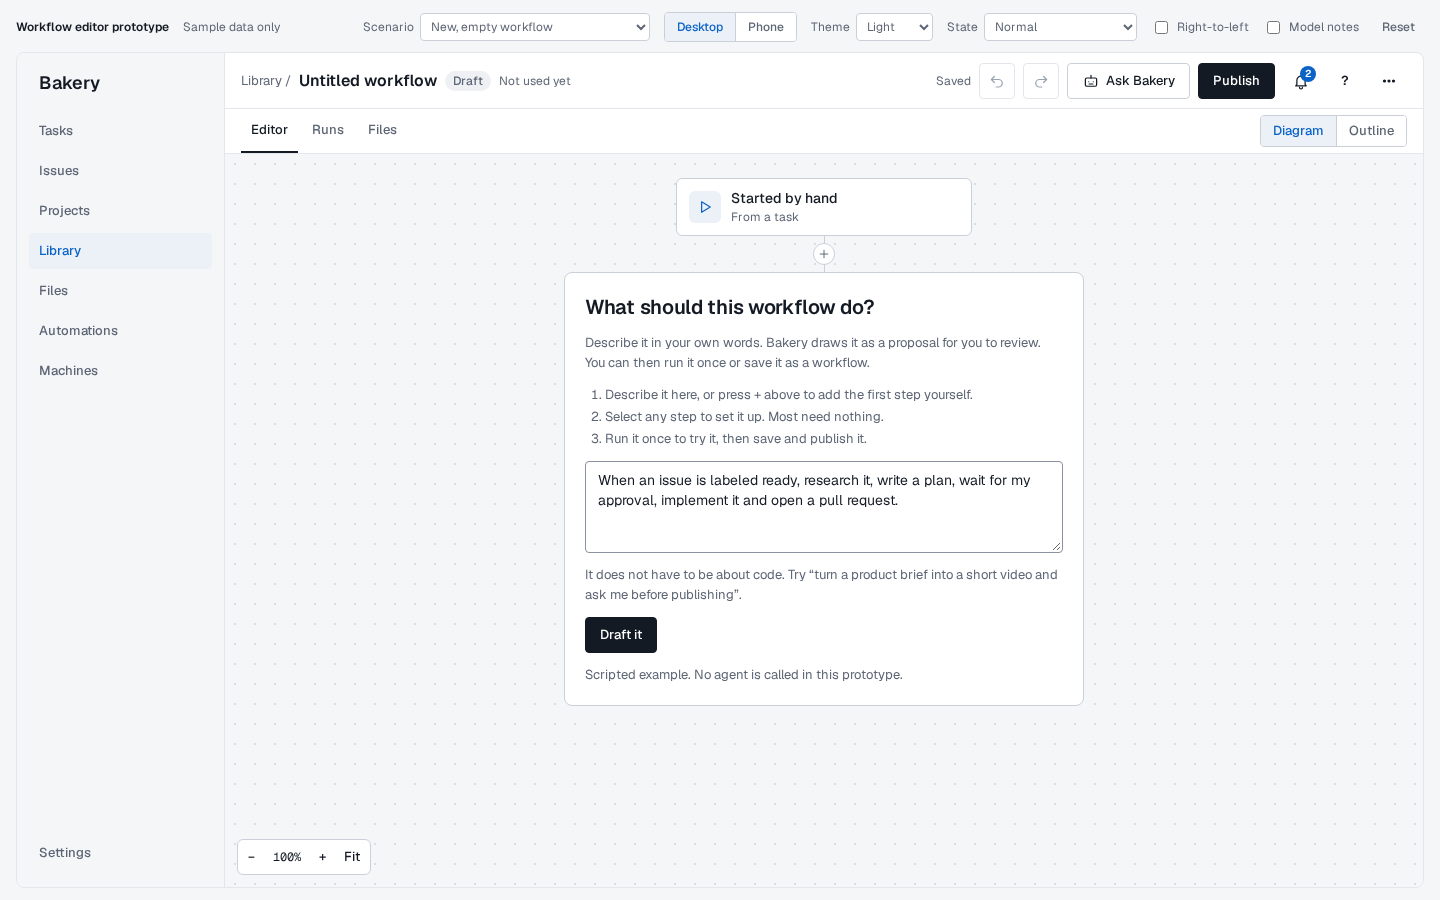 Workflow editor prototype
Sample data only
Scenario
New, empty workflow
Desktop
Phone
Theme
Light
State
Normal
Right-to-left
Model notes
Reset
Bakery
Tasks
Issues
Projects
Library
Files
Automations
Machines
Settings
Library /
Untitled workflow
Draft
Not used yet
Saved
Ask Bakery
Publish
2
?
Editor
Runs
Files
Diagram
Outline
Started by hand
From a task
+
What should this workflow do?
Describe it in your own words. Bakery draws it as a proposal for you to review.
You can then run it once or save it as a workflow.
1. Describe it here, or press + above to add the first step yourself.
2. Select any step to set it up. Most need nothing.
3. Run it once to try it, then save and publish it.
When an issue is labeled ready, research it, write a plan, wait for my
approval, implement it and open a pull request.
It does not have to be about code. Try “turn a product brief into a short video and
ask me before publishing”.
Draft it
Scripted example. No agent is called in this prototype.
− 100% + Fit